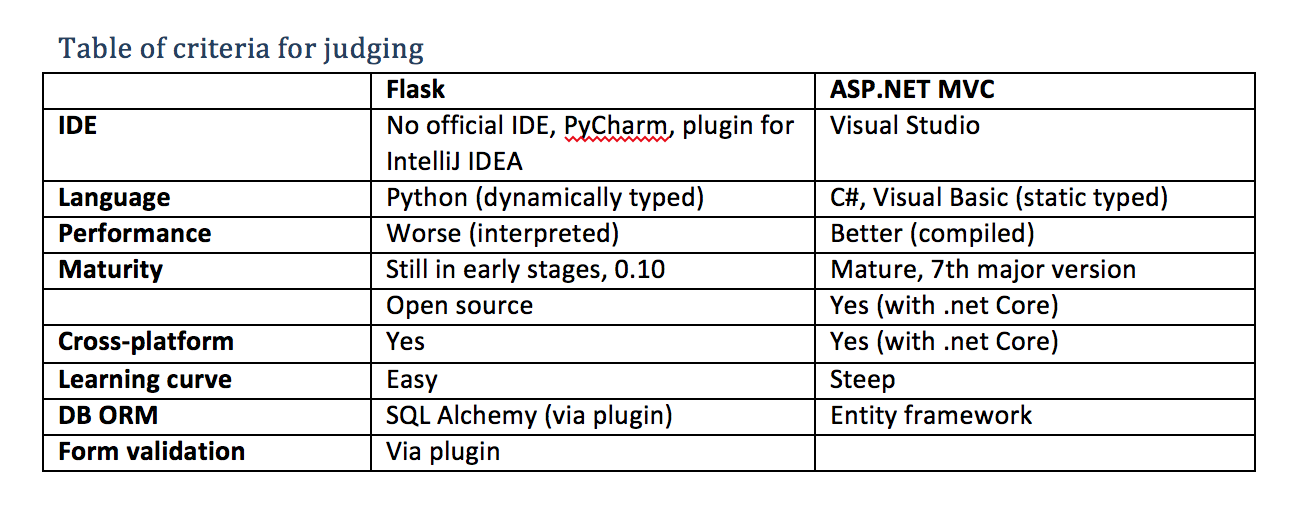 Table of criteria for judging
Flask ASP.NET MVC
IDE No official IDE, PyCharm, plugin for Visual Studio
IntelliJ IDEA
Language Python (dynamically typed) C#, Visual Basic (static typed)
Performance Worse (interpreted) Better (compiled)
Maturity Still in early stages, 0.10 Mature, 7th major version
Open source Yes (with .net Core)
Cross-platform Yes Yes (with .net Core)
Learning curve Easy Steep
DB ORM SQL Alchemy (via plugin) Entity framework
Form validation Via plugin